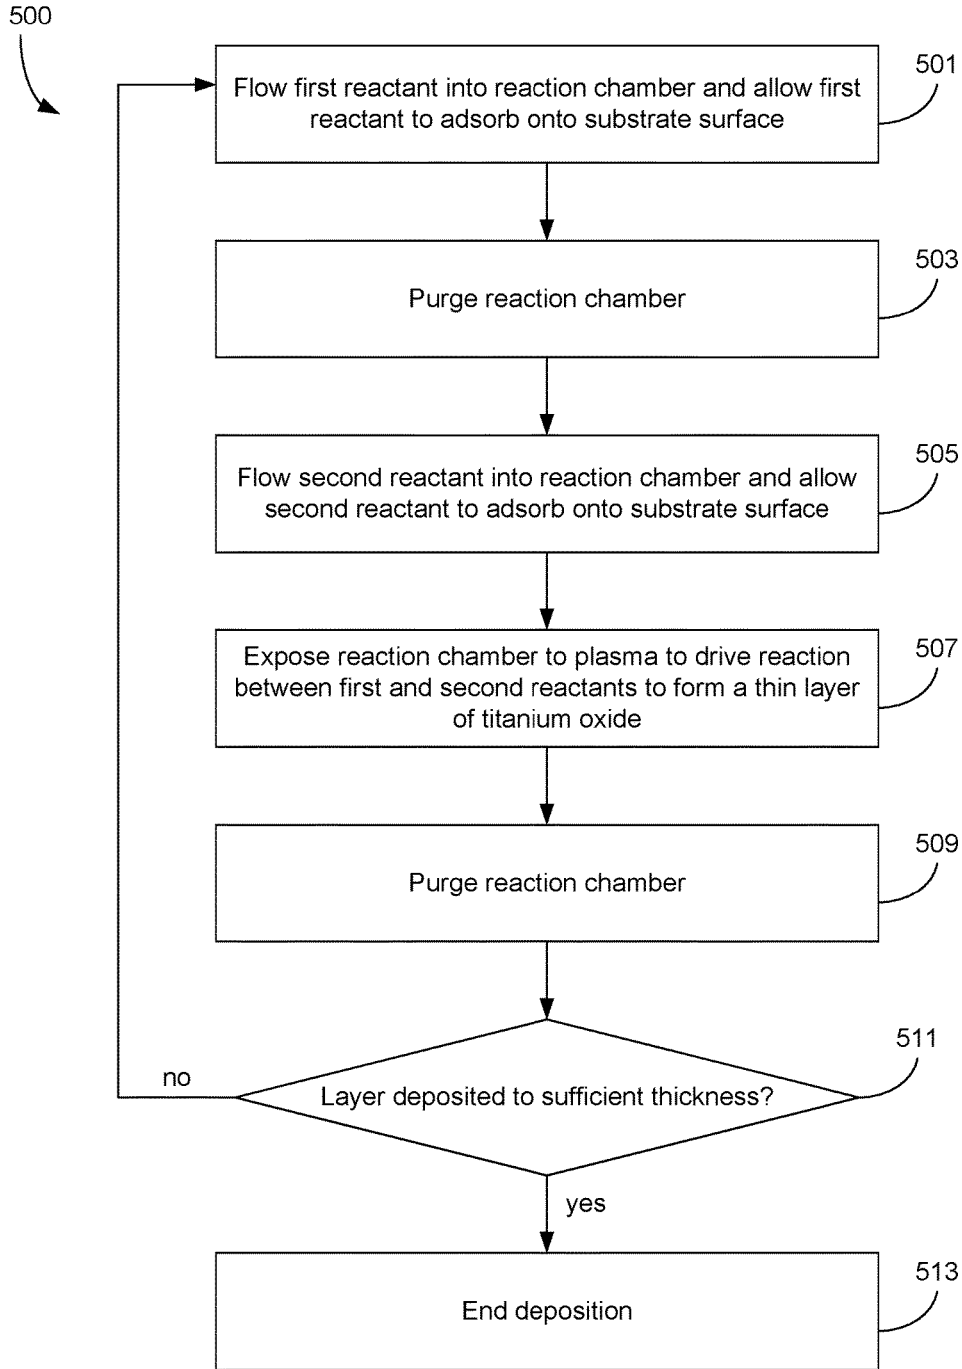 500
501
Flow first reactant into reaction chamber and allow first
reactant to adsorb onto substrate surface
503
Purge reaction chamber
505
Flow second reactant into reaction chamber and allow
second reactant to adsorb onto substrate surface
507
Expose reaction chamber to plasma to drive reaction
between first and second reactants to form a thin layer
of titanium oxide
509
Purge reaction chamber
511
no
Layer deposited to sufficient thickness?
yes
513
End deposition